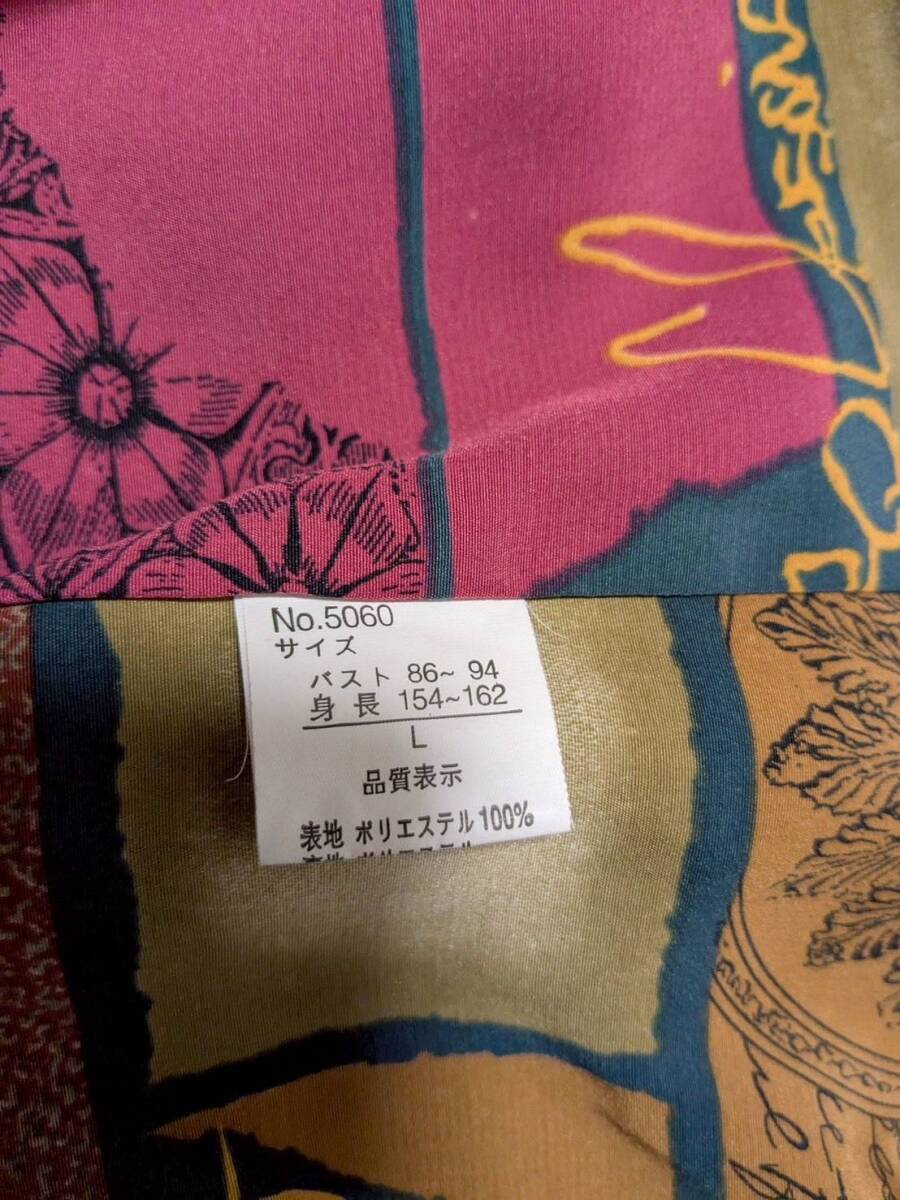 No.5060
サイズ
バスト 86~ 94
身 長 154~162
L
品質表示
表地 ポリエステル100%